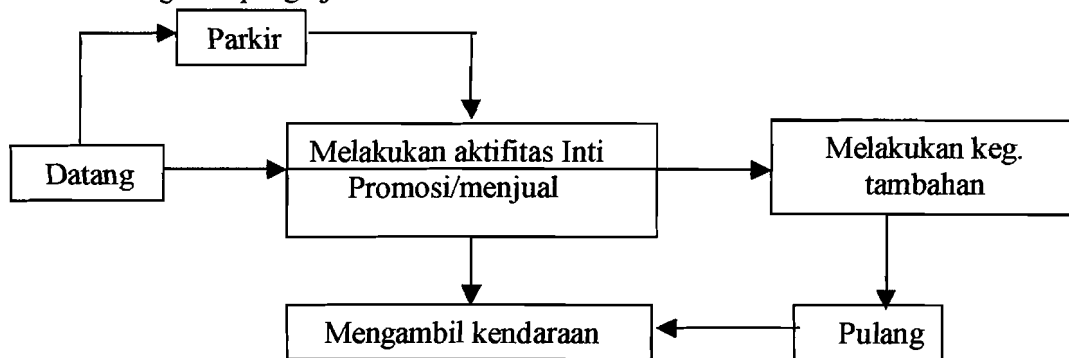 Parkir
Datang
Melakukan aktifitas Inti
Promosi/menjual
Melakukan keg.
tambahan
Mengambil kendaraan
Pulang